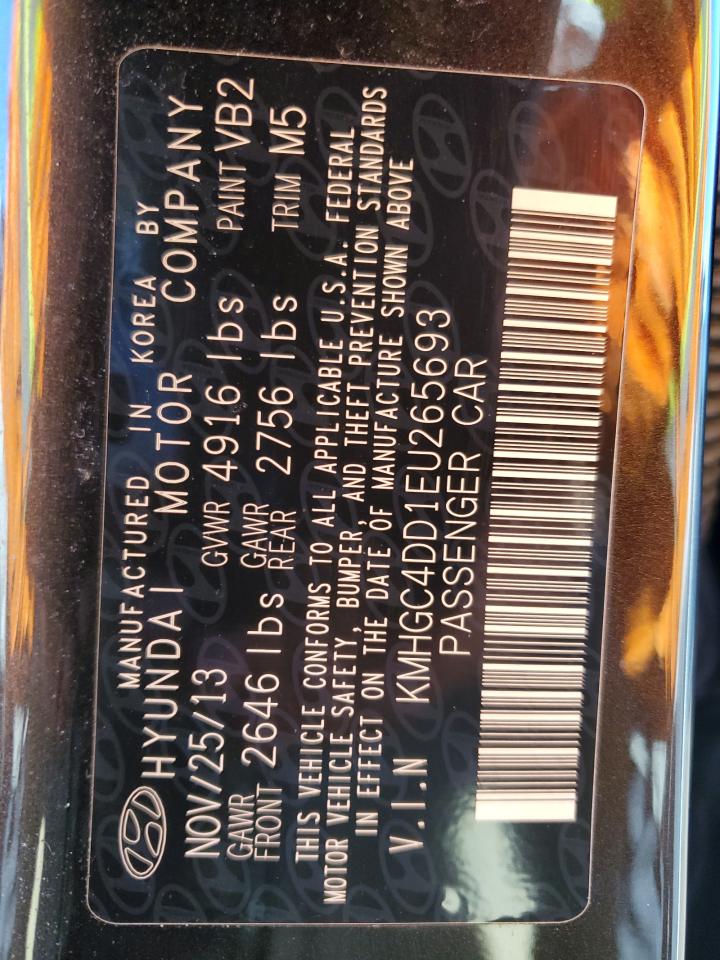 MANUFACTURED IN KOREA BY
HYUNDAI MOTOR COMPANY
NOV/25/13 GVWR 4916 lbs PAINT VB2
GAWR FRONT 2646 lbs GAWR REAR 2756 lbs TRIM M5
THIS VEHICLE CONFORMS TO ALL APPLICABLE U.S.A. FEDERAL
MOTOR VEHICLE SAFETY, BUMPER, AND THEFT PREVENTION STANDARDS
IN EFFECT ON THE DATE OF MANUFACTURE SHOWN ABOVE
V.I.N KMHGC4DD1EU265693
PASSENGER CAR